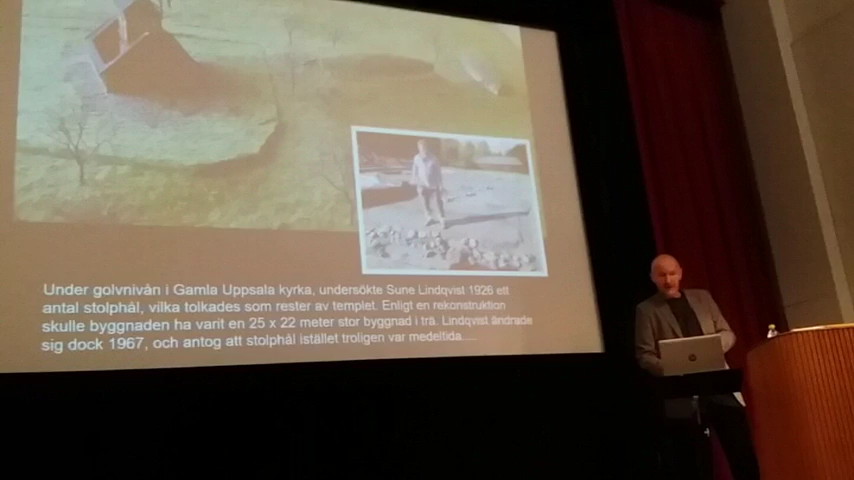 Under golvnivån i Gamla Uppsala kyrka, undersökte Sune Lindqvist 1926 ett
antal stolphål, vilka tolkades som rester av templet. Enligt en rekonstruktion
skulle byggnaden ha varit en 25 x 22 meter stor byggnad i trä. Lindqvist ändrade
sig dock 1967, och antog att stolphål istället troligen var medeltida....